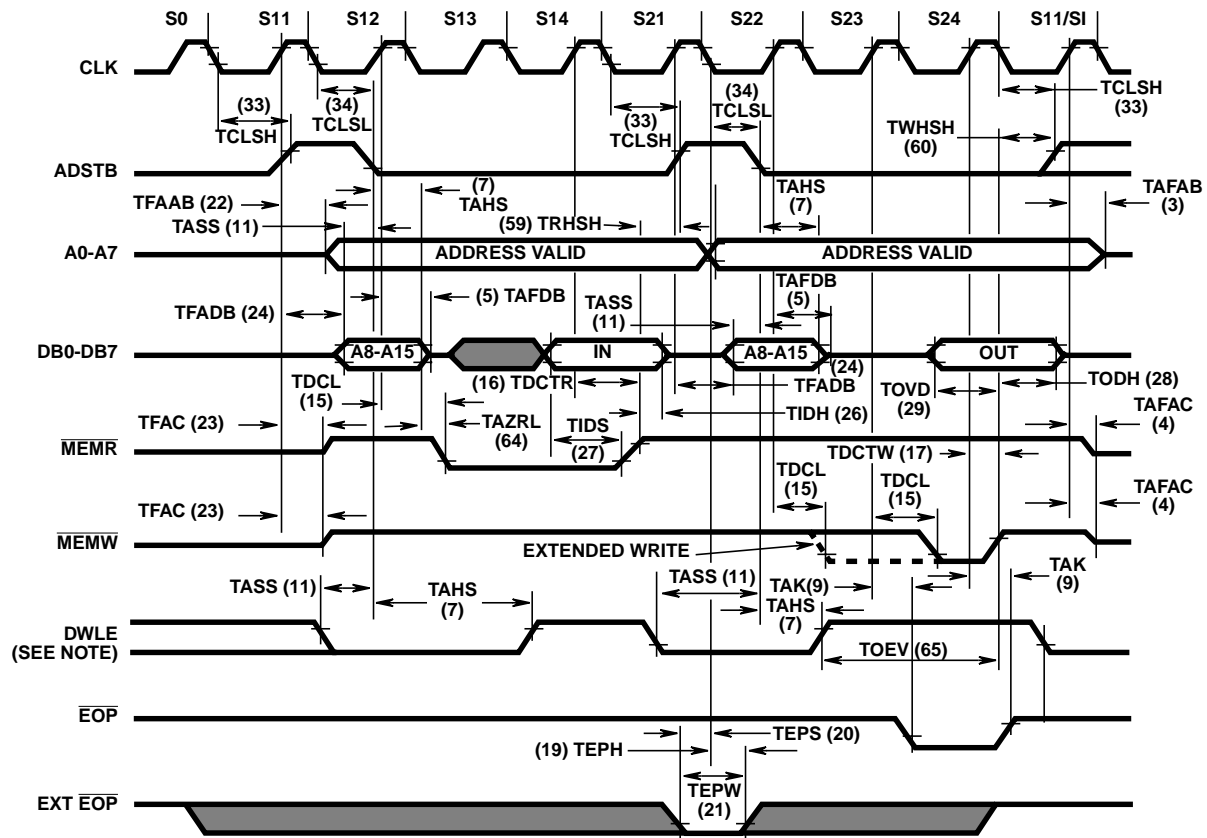 S0 S11 S12 S13 S14 S21 S22 S23 S24 S11/SI
CLK
(33)
TCLSH
(34)
TCLSL
(33)
TCLSH
(34)
TCLSL
TCLSH
(33)
TWHSH
(60)
ADSTB
TFAAB (22)
(7)
TAHS
TAHS
(7)
TAFAB
(3)
TASS (11)
(59) TRHSH
A0-A7
ADDRESS VALID
ADDRESS VALID
TFADB (24)
(5) TAFDB
TASS
(11)
TAFDB
(5)
DB0-DB7
A8-A15
IN
A8-A15
OUT
(24)
TFADB
TDCL
(15)
(16) TDCTR
TOVD
(29)
TODH (28)
TIDH (26)
TFAC (23)
TAZRL
(64)
TIDS
(27)
TAFAC
(4)
MEMR
TDCTW (17)
TDCL
(15)
TDCL
(15)
TFAC (23)
TAFAC
(4)
MEMW
EXTENDED WRITE
TASS (11)
TAHS
(7)
TASS (11)
TAK(9)
TAK
(9)
TAHS
(7)
DWLE
(SEE NOTE)
TOEV (65)
EOP
(19) TEPH
TEPS (20)
TEPW
(21)
EXT EOP